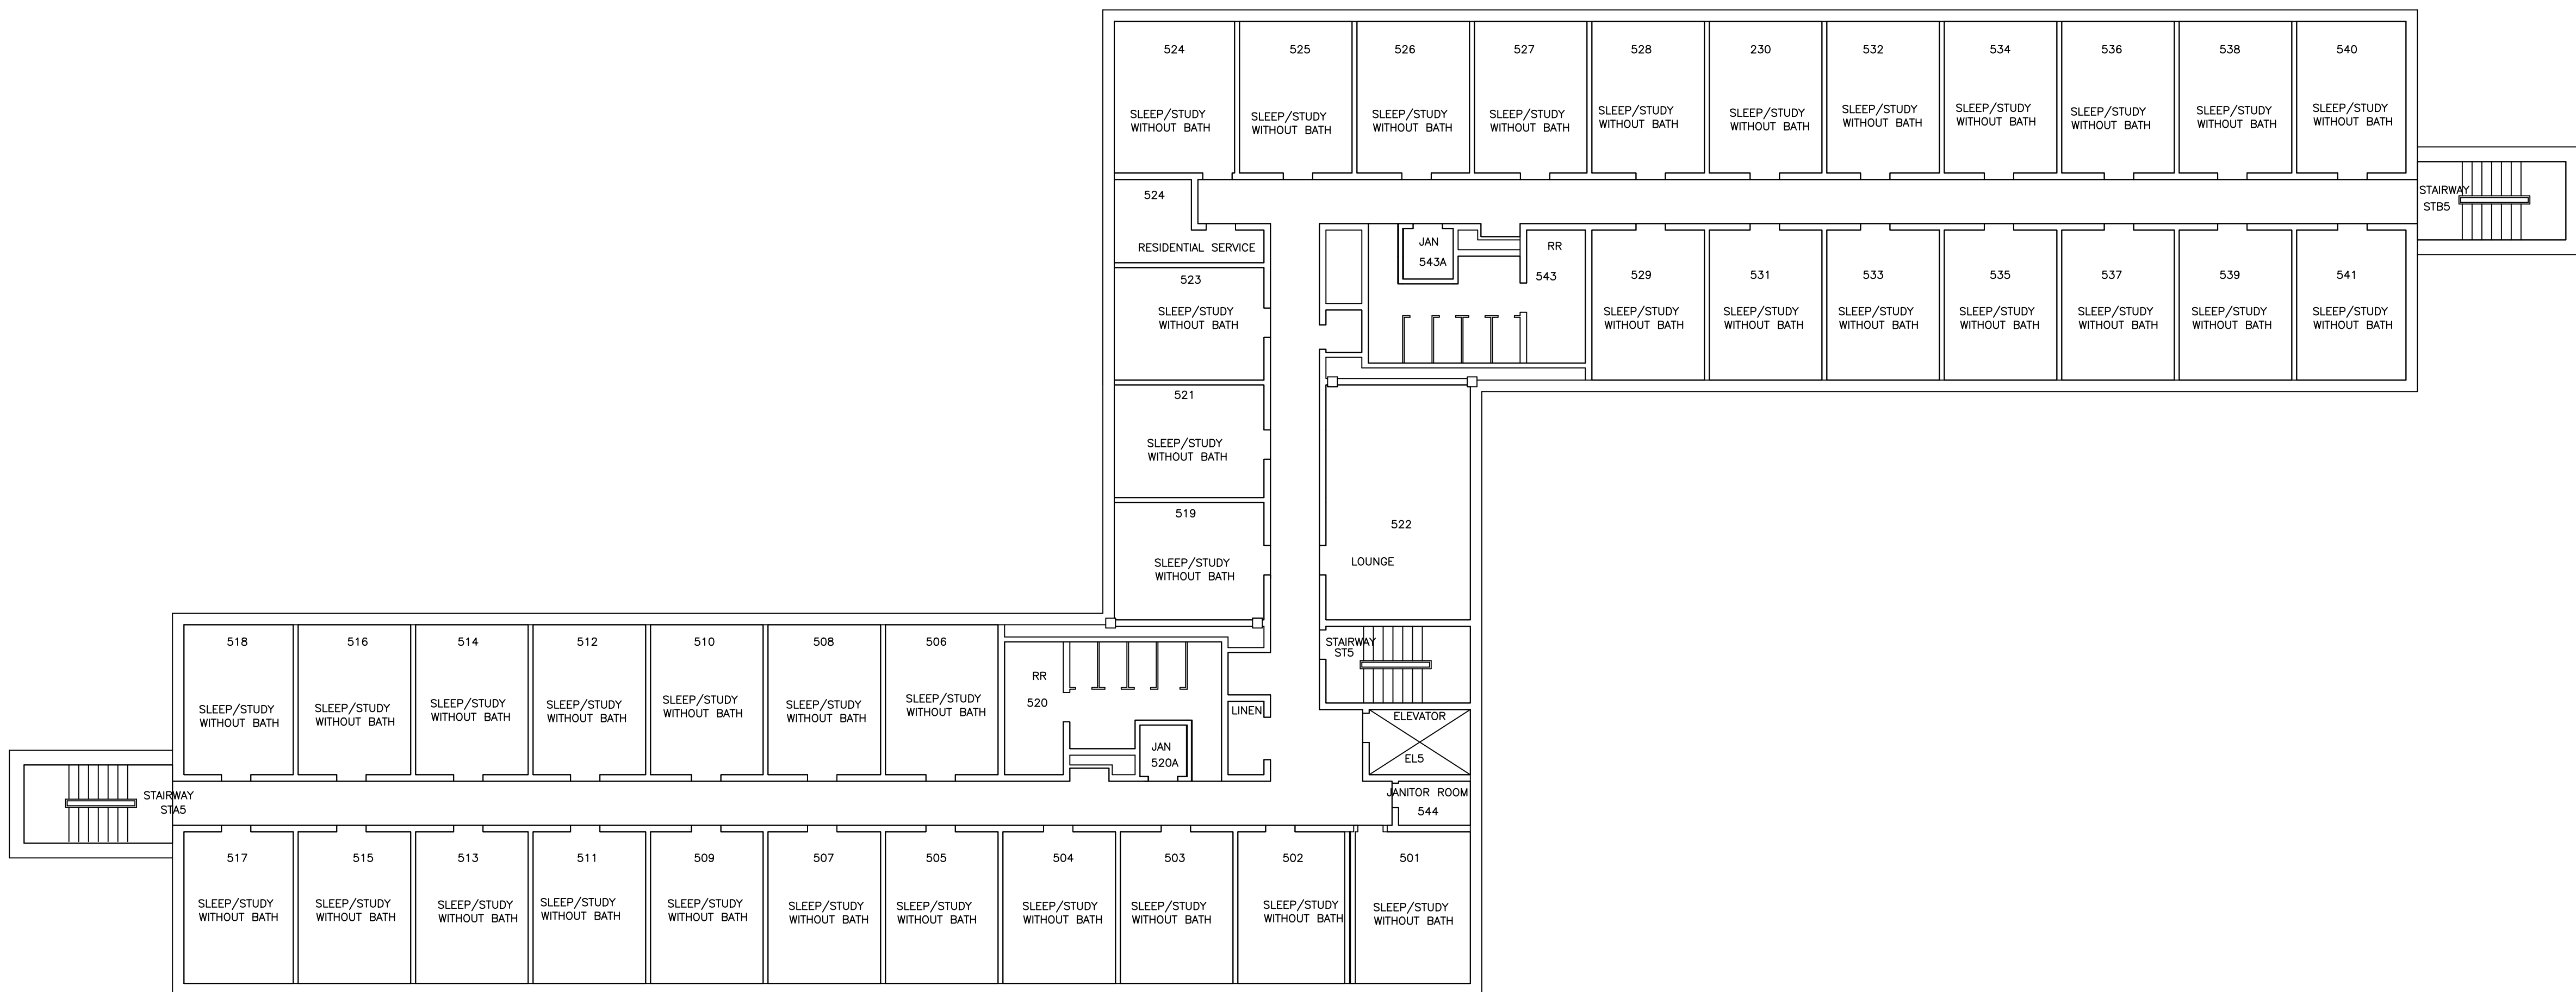 524
SLEEP/STUDY
WITHOUT BATH
525
SLEEP/STUDY
WITHOUT BATH
526
SLEEP/STUDY
WITHOUT BATH
527
SLEEP/STUDY
WITHOUT BATH
528
SLEEP/STUDY
WITHOUT BATH
230
SLEEP/STUDY
WITHOUT BATH
532
SLEEP/STUDY
WITHOUT BATH
534
SLEEP/STUDY
WITHOUT BATH
536
SLEEP/STUDY
WITHOUT BATH
538
SLEEP/STUDY
WITHOUT BATH
540
SLEEP/STUDY
WITHOUT BATH
STAIRWAY
STB5
524
RESIDENTIAL SERVICE
JAN
543A
RR
543
529
SLEEP/STUDY
WITHOUT BATH
531
SLEEP/STUDY
WITHOUT BATH
533
SLEEP/STUDY
WITHOUT BATH
535
SLEEP/STUDY
WITHOUT BATH
537
SLEEP/STUDY
WITHOUT BATH
539
SLEEP/STUDY
WITHOUT BATH
541
SLEEP/STUDY
WITHOUT BATH
523
SLEEP/STUDY
WITHOUT BATH
521
SLEEP/STUDY
WITHOUT BATH
519
SLEEP/STUDY
WITHOUT BATH
522
LOUNGE
STAIRWAY
ST5
518
SLEEP/STUDY
WITHOUT BATH
516
SLEEP/STUDY
WITHOUT BATH
514
SLEEP/STUDY
WITHOUT BATH
512
SLEEP/STUDY
WITHOUT BATH
510
SLEEP/STUDY
WITHOUT BATH
508
SLEEP/STUDY
WITHOUT BATH
506
SLEEP/STUDY
WITHOUT BATH
RR
520
JAN
520A
LINEN
ELEVATOR
EL5
STAIRWAY
STA5
JANITOR ROOM
544
517
SLEEP/STUDY
WITHOUT BATH
515
SLEEP/STUDY
WITHOUT BATH
513
SLEEP/STUDY
WITHOUT BATH
511
SLEEP/STUDY
WITHOUT BATH
509
SLEEP/STUDY
WITHOUT BATH
507
SLEEP/STUDY
WITHOUT BATH
505
SLEEP/STUDY
WITHOUT BATH
504
SLEEP/STUDY
WITHOUT BATH
503
SLEEP/STUDY
WITHOUT BATH
502
SLEEP/STUDY
WITHOUT BATH
501
SLEEP/STUDY
WITHOUT BATH